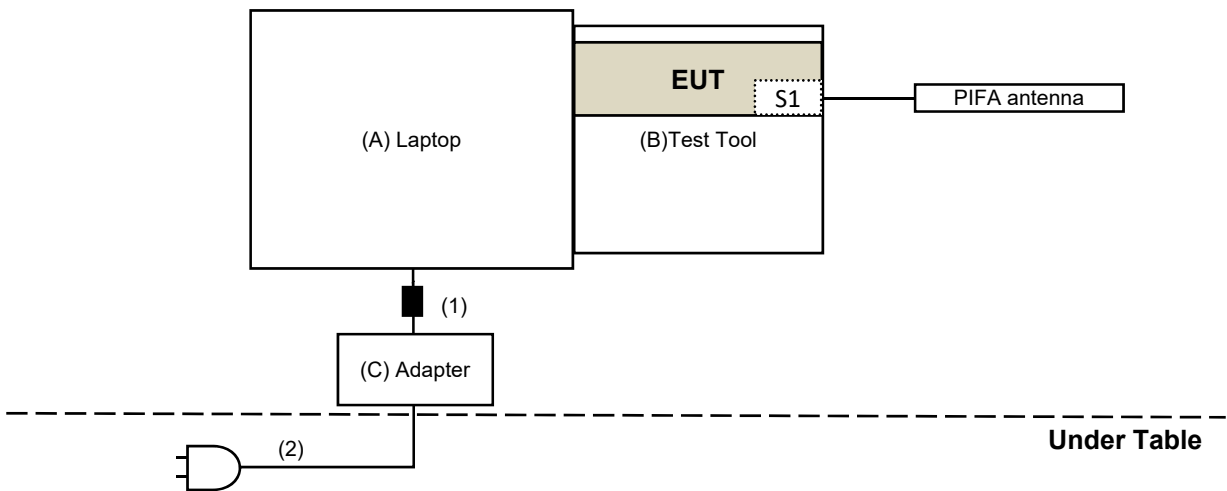 EUT
S1
PIFA antenna
(A) Laptop
(B)Test Tool
(1)
(C) Adapter
Under Table
(2)